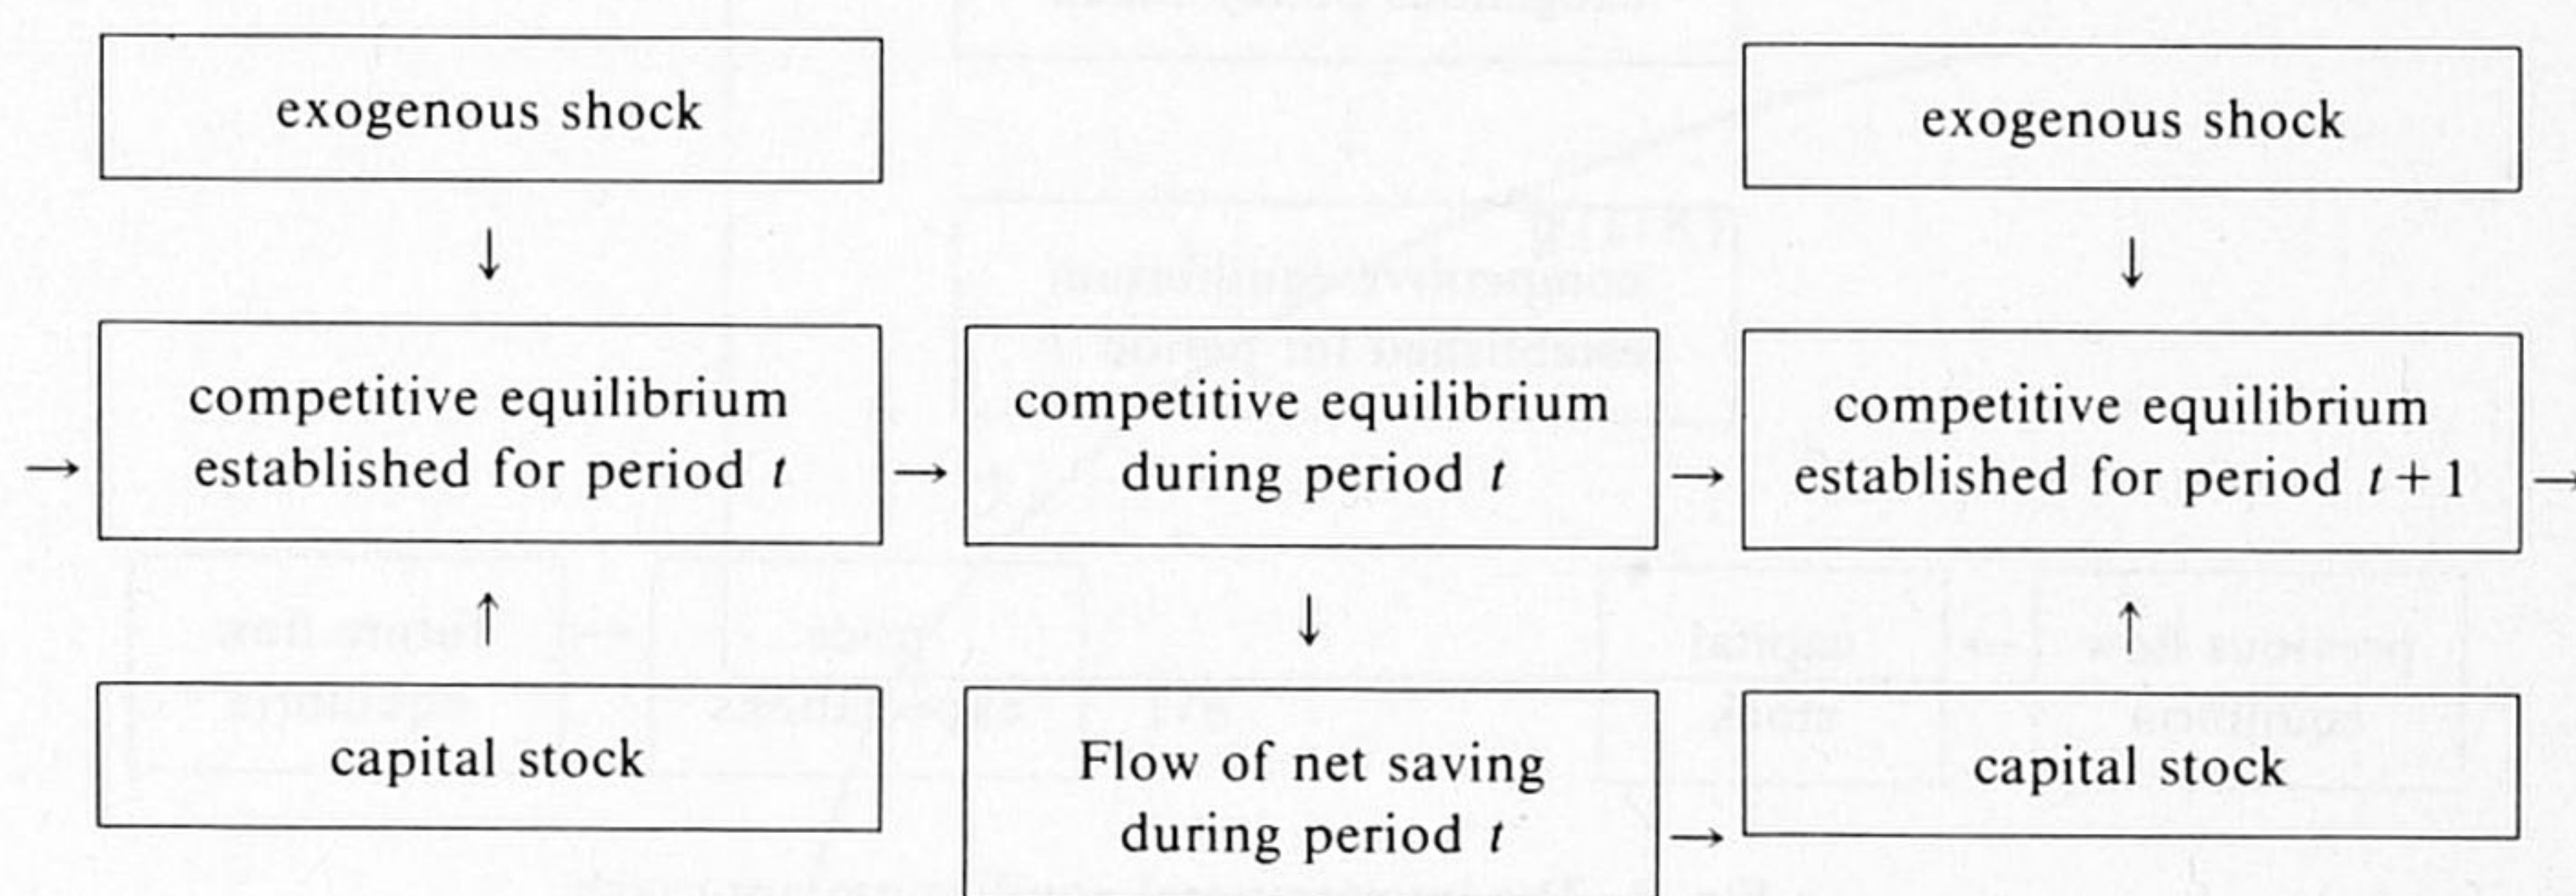 exogenous shock
exogenous shock
competitive equilibrium
established for period t
competitive equilibrium
during period t
competitive equilibrium
established for period t + 1
capital stock
Flow of net saving
during period t
capital stock